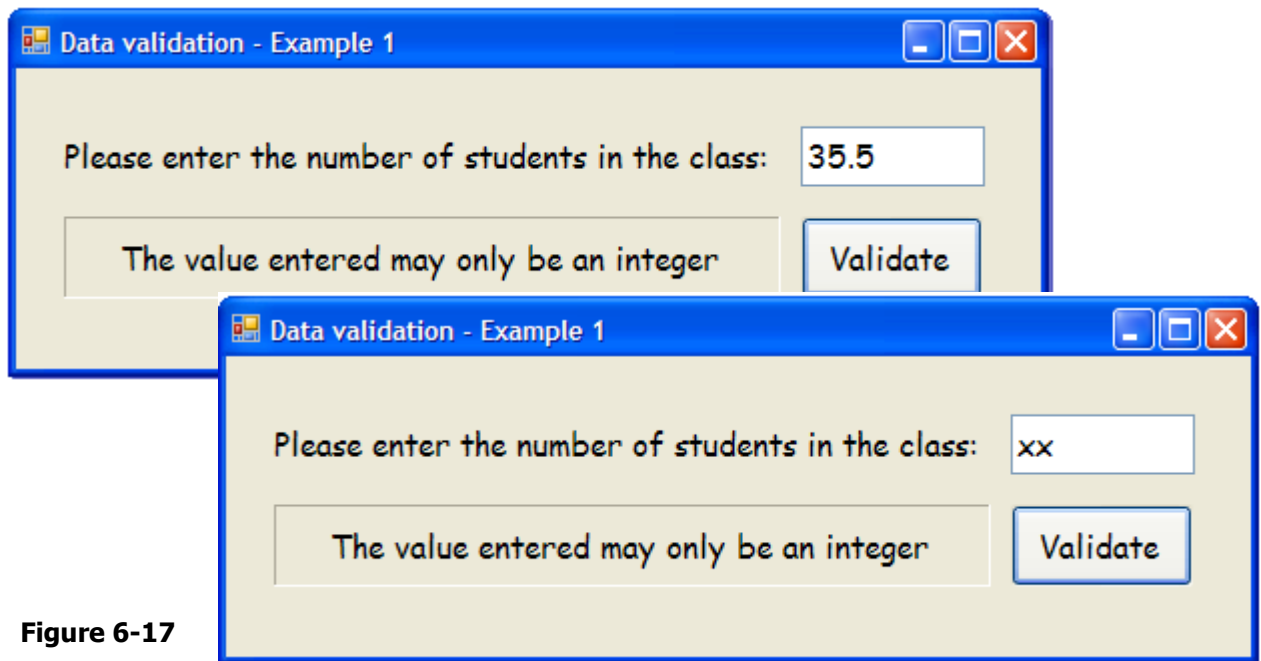 Data validation - Example 1
Please enter the number of students in the class: 35.5
The value entered may only be an integer Validate
Data validation - Example 1
Please enter the number of students in the class: xx
The value entered may only be an integer Validate
Figure 6-17